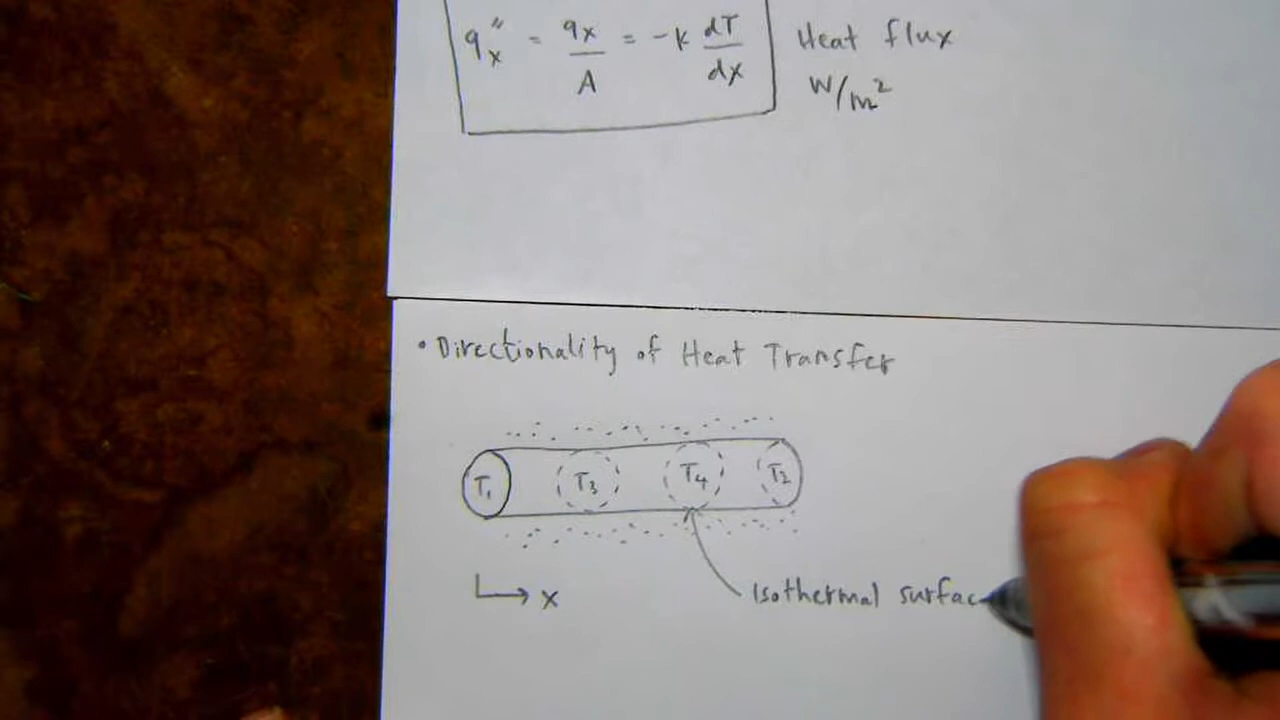 q″x = qx/A = -k dT/dx Heat flux
W/m²
• Directionality of Heat Transfer
T1 T3 T4 T2
x
Isothermal surfac